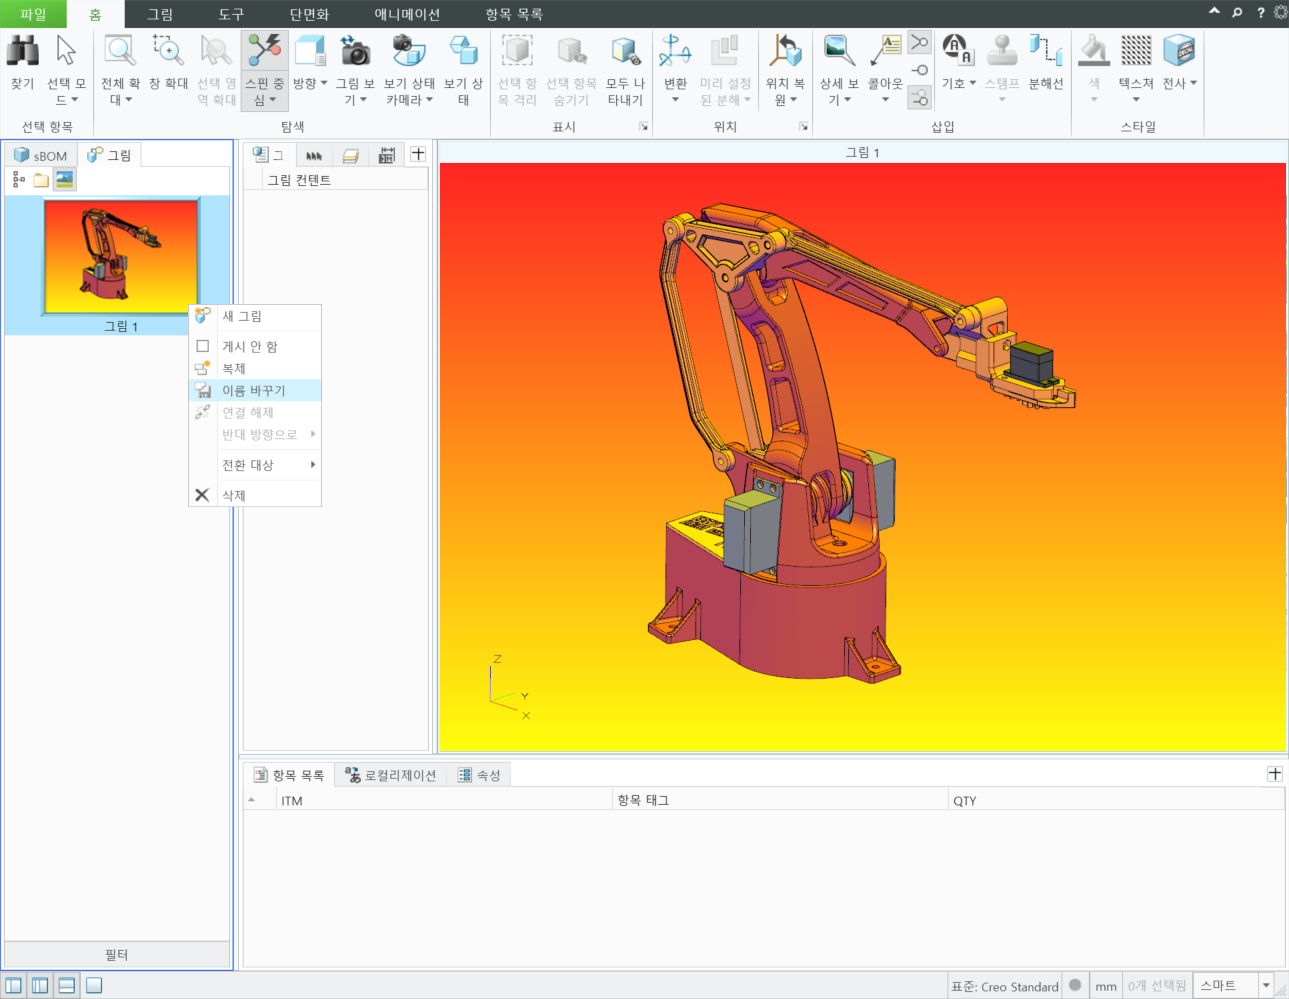 파일 홈 그림 도구 단면화 애니메이션 항목 목록
찾기 선택 모드 전체 확대 창 확대 선택 영역 확대 스핀 중심 방향 그림 보기 보기 상태 카메라 보기 상태 선택 항목 격리 선택 항목 숨기기 모두 나타내기 변환 미리 설정된 분해 위치 복원 상세 보기 콜아웃 기호 스탬프 분해선 색 텍스쳐 전사
선택 항목 탐색 표시 위치 삽입 스타일
sBOM 그림
그
그림 컨텐트
그림 1
그림 1
새 그림
게시 안 함
복제
이름 바꾸기
연결 해제
반대 방향으로
전환 대상
삭제
Z
Y
X
항목 목록 로컬리제이션 속성
ITM 항목 태그 QTY
필터
표준: Creo Standard mm 0개 선택됨 스마트